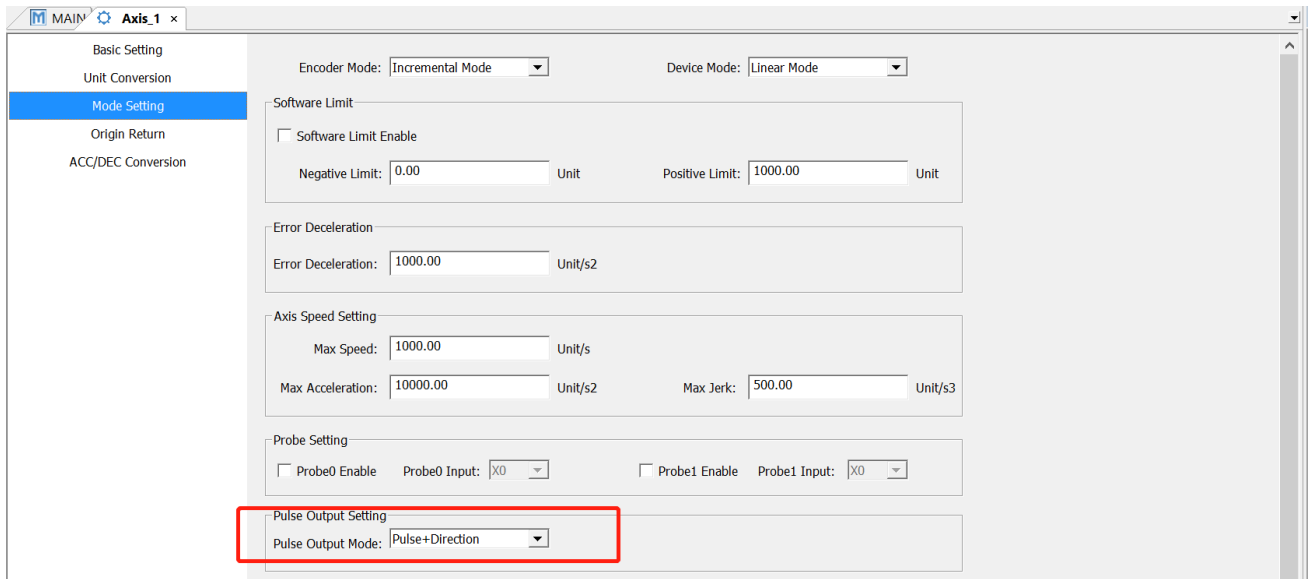 MAIN Axis_1 ×
Basic Setting
Unit Conversion
Mode Setting
Origin Return
ACC/DEC Conversion
Encoder Mode: Incremental Mode Device Mode: Linear Mode
Software Limit
Software Limit Enable
Negative Limit: 0.00 Unit Positive Limit: 1000.00 Unit
Error Deceleration
Error Deceleration: 1000.00 Unit/s2
Axis Speed Setting
Max Speed: 1000.00 Unit/s
Max Acceleration: 10000.00 Unit/s2 Max Jerk: 500.00 Unit/s3
Probe Setting
Probe0 Enable Probe0 Input: X0 Probe1 Enable Probe1 Input: X0
Pulse Output Setting
Pulse Output Mode: Pulse+Direction